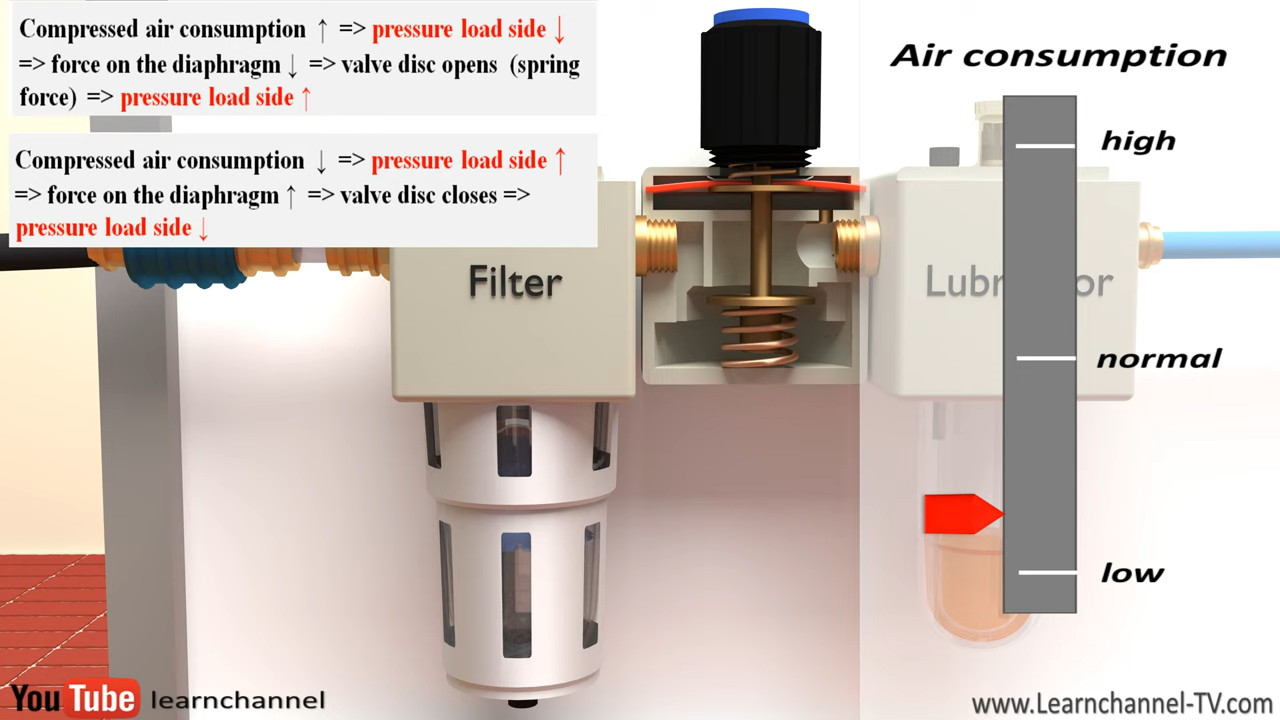 Compressed air consumption ↑ => pressure load side ↓
=> force on the diaphragm ↓ => valve disc opens (spring
force) => pressure load side ↑
Compressed air consumption ↓ => pressure load side ↑
=> force on the diaphragm ↑ => valve disc closes =>
pressure load side ↓
Air consumption
high
Filter
Lubr or
normal
low
YouTube learnchannel
www.Learnchannel-TV.com